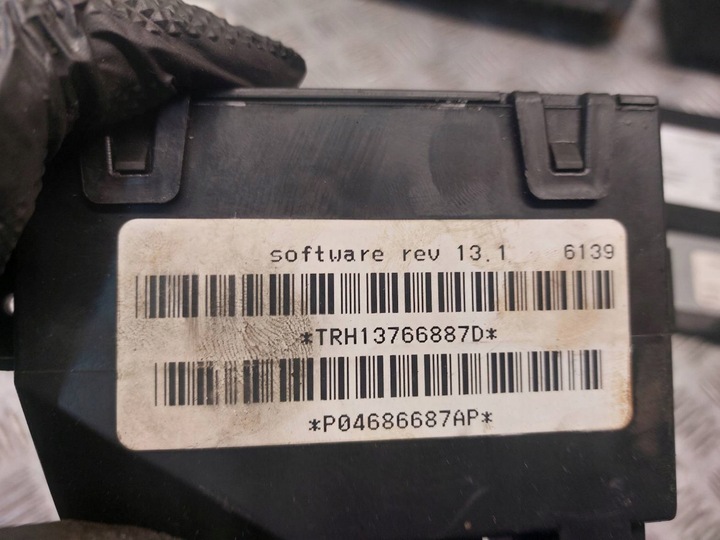 software rev 13.1 6139
*TRH13766887D*
*P04686687AP*